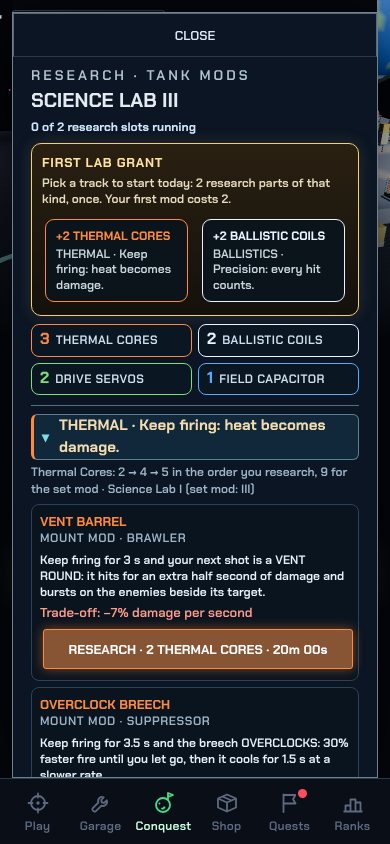 CLOSE
RESEARCH · TANK MODS
SCIENCE LAB III
0 of 2 research slots running
FIRST LAB GRANT
Pick a track to start today: 2 research parts of that
kind, once. Your first mod costs 2.
+2 THERMAL CORES
THERMAL · Keep
firing: heat becomes
damage.
+2 BALLISTIC COILS
BALLISTICS ·
Precision: every hit
counts.
3 THERMAL CORES
2 BALLISTIC COILS
2 DRIVE SERVOS
1 FIELD CAPACITOR
▼ THERMAL · Keep firing: heat becomes
damage.
Thermal Cores: 2 → 4 → 5 in the order you research, 9 for
the set mod · Science Lab I (set mod: III)
VENT BARREL
MOUNT MOD · BRAWLER
Keep firing for 3 s and your next shot is a VENT
ROUND: it hits for an extra half second of damage and
bursts on the enemies beside its target.
Trade-off: −7% damage per second
RESEARCH · 2 THERMAL CORES · 20m 00s
OVERCLOCK BREECH
MOUNT MOD · SUPPRESSOR
Keep firing for 3.5 s and the breech OVERCLOCKS: 30%
faster fire until you let go, then it cools for 1.5 s at a
slower rate
Play
Garage
Conquest
Shop
Quests
Ranks